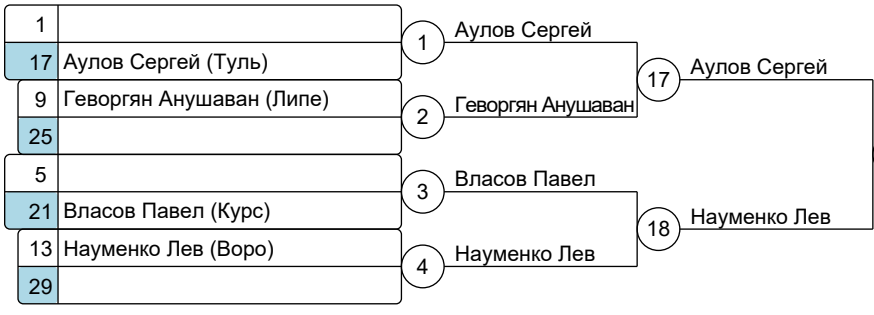 1
17 Аулов Сергей (Туль)
9 Геворгян Анушаван (Липе)
25
5
21 Власов Павел (Курс)
13 Науменко Лев (Воро)
29
1 Аулов Сергей
2 Геворгян Анушаван
3 Власов Павел
4 Науменко Лев
17 Аулов Сергей
18 Науменко Лев